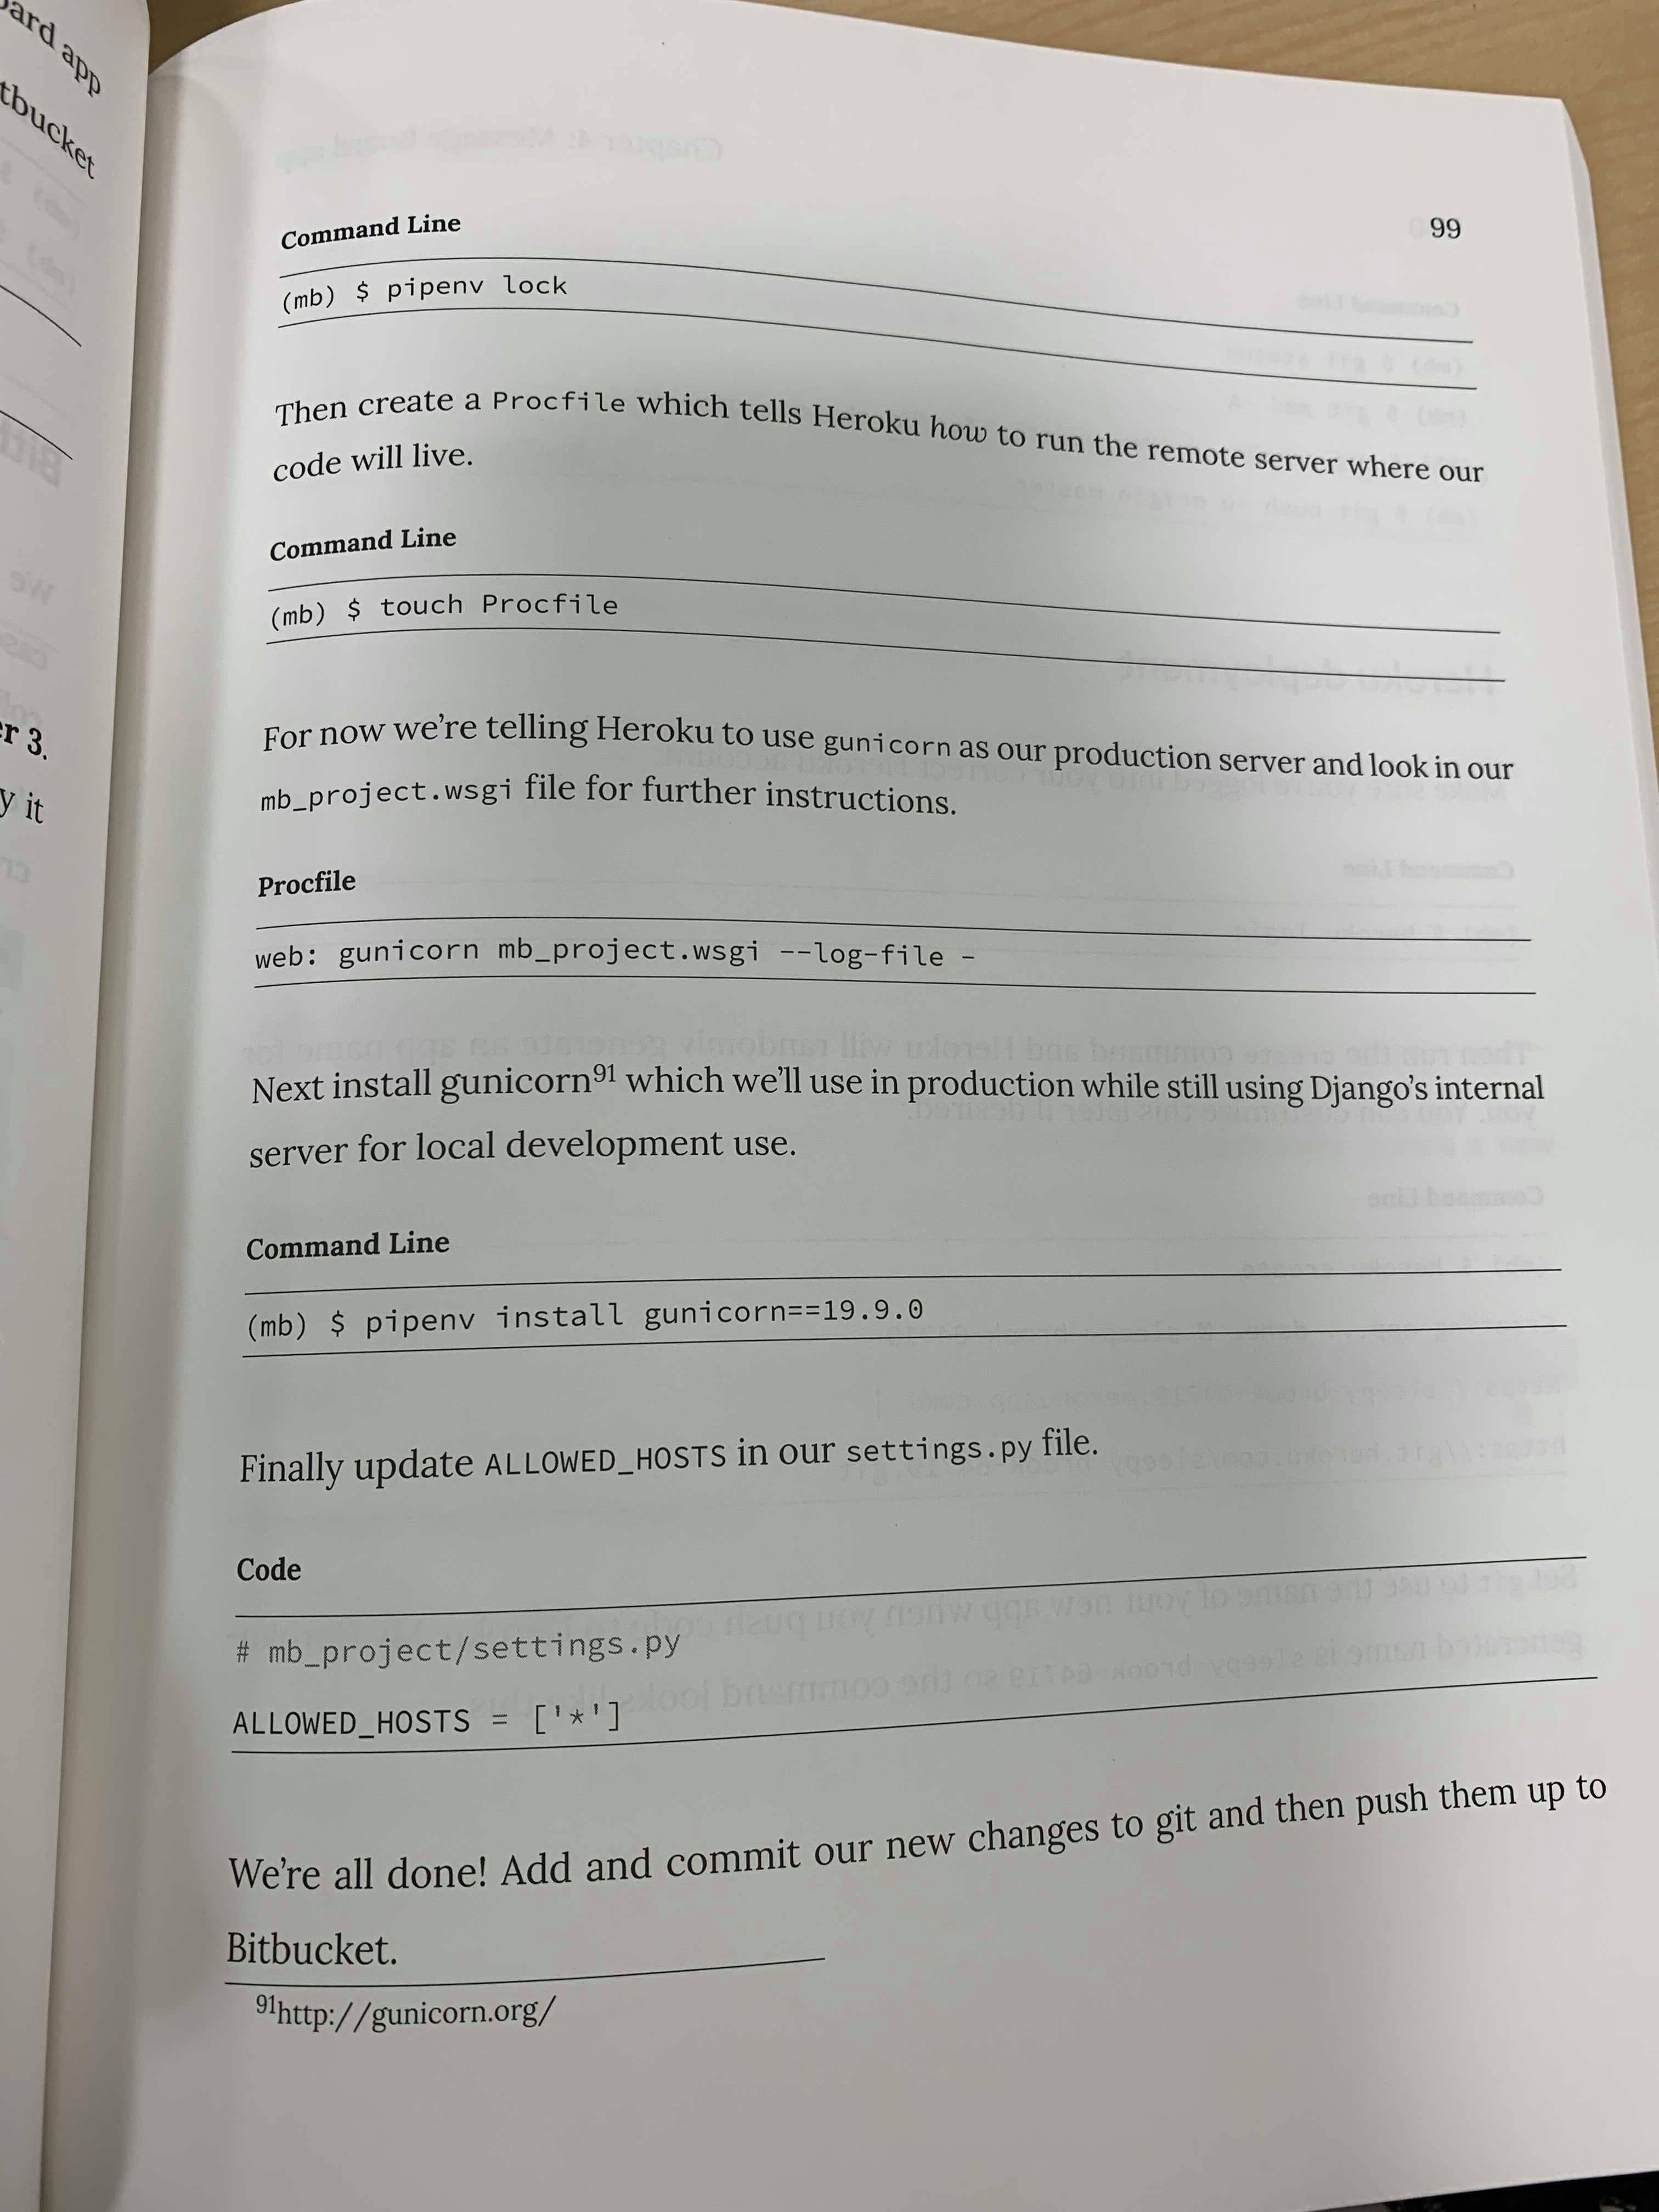 ard app
tbucket
r 3.
y it
99
Command Line
(mb) $ pipenv lock
Then create a Procfile which tells Heroku how to run the remote server where our
code will live.
Command Line
(mb) $ touch Procfile
For now we're telling Heroku to use gunicorn as our production server and look in our
mb_project.wsgi file for further instructions.
Procfile
web: gunicorn mb_project.wsgi --log-file -
Next install gunicorn⁹¹ which we'll use in production while still using Django's internal
server for local development use.
Command Line
(mb) $ pipenv install gunicorn==19.9.0
Finally update ALLOWED_HOSTS in our settings.py file.
Code
# mb_project/settings.py
ALLOWED_HOSTS = ['*']
We're all done! Add and commit our new changes to git and then push them up to
Bitbucket.
⁹¹http://gunicorn.org/